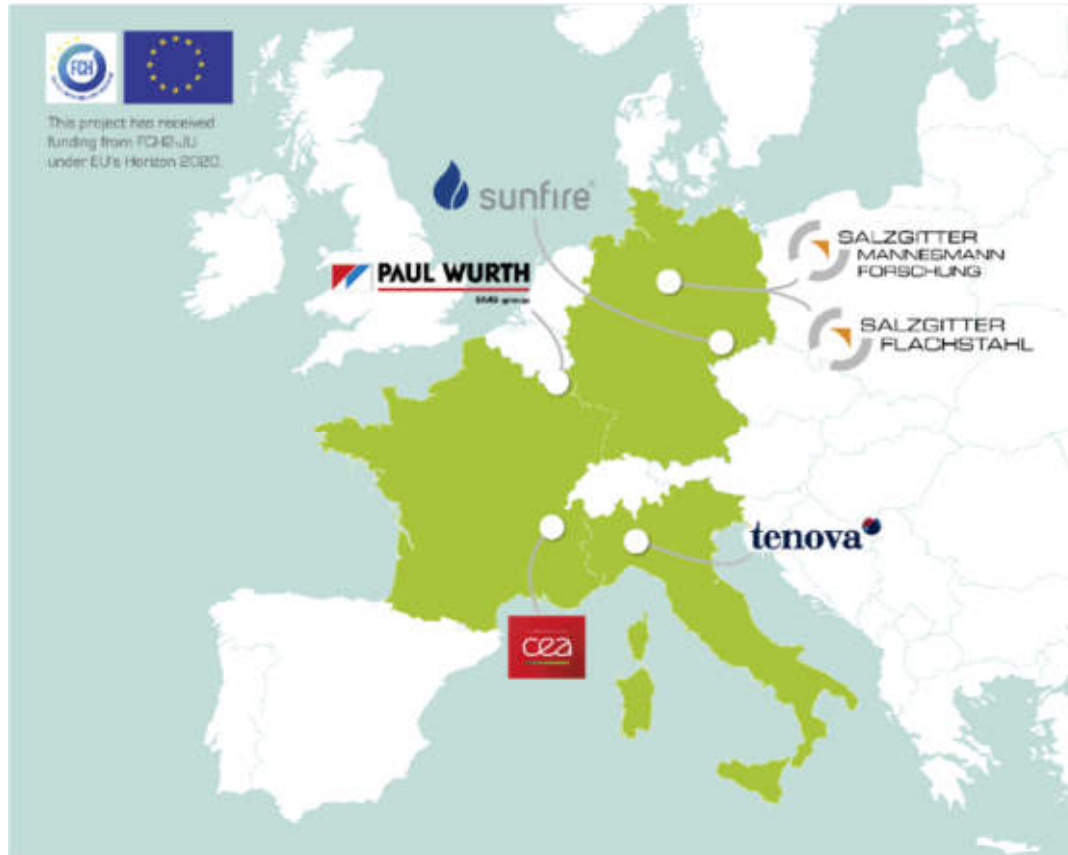 FCH
This project has received
funding from FCH2-JU
under EU's Horizon 2020.
sunfire®
PAUL WURTH
SMS group
SALZGITTER
MANNESMANN
FORSCHUNG
SALZGITTER
FLACHSTAHL
tenova
cea